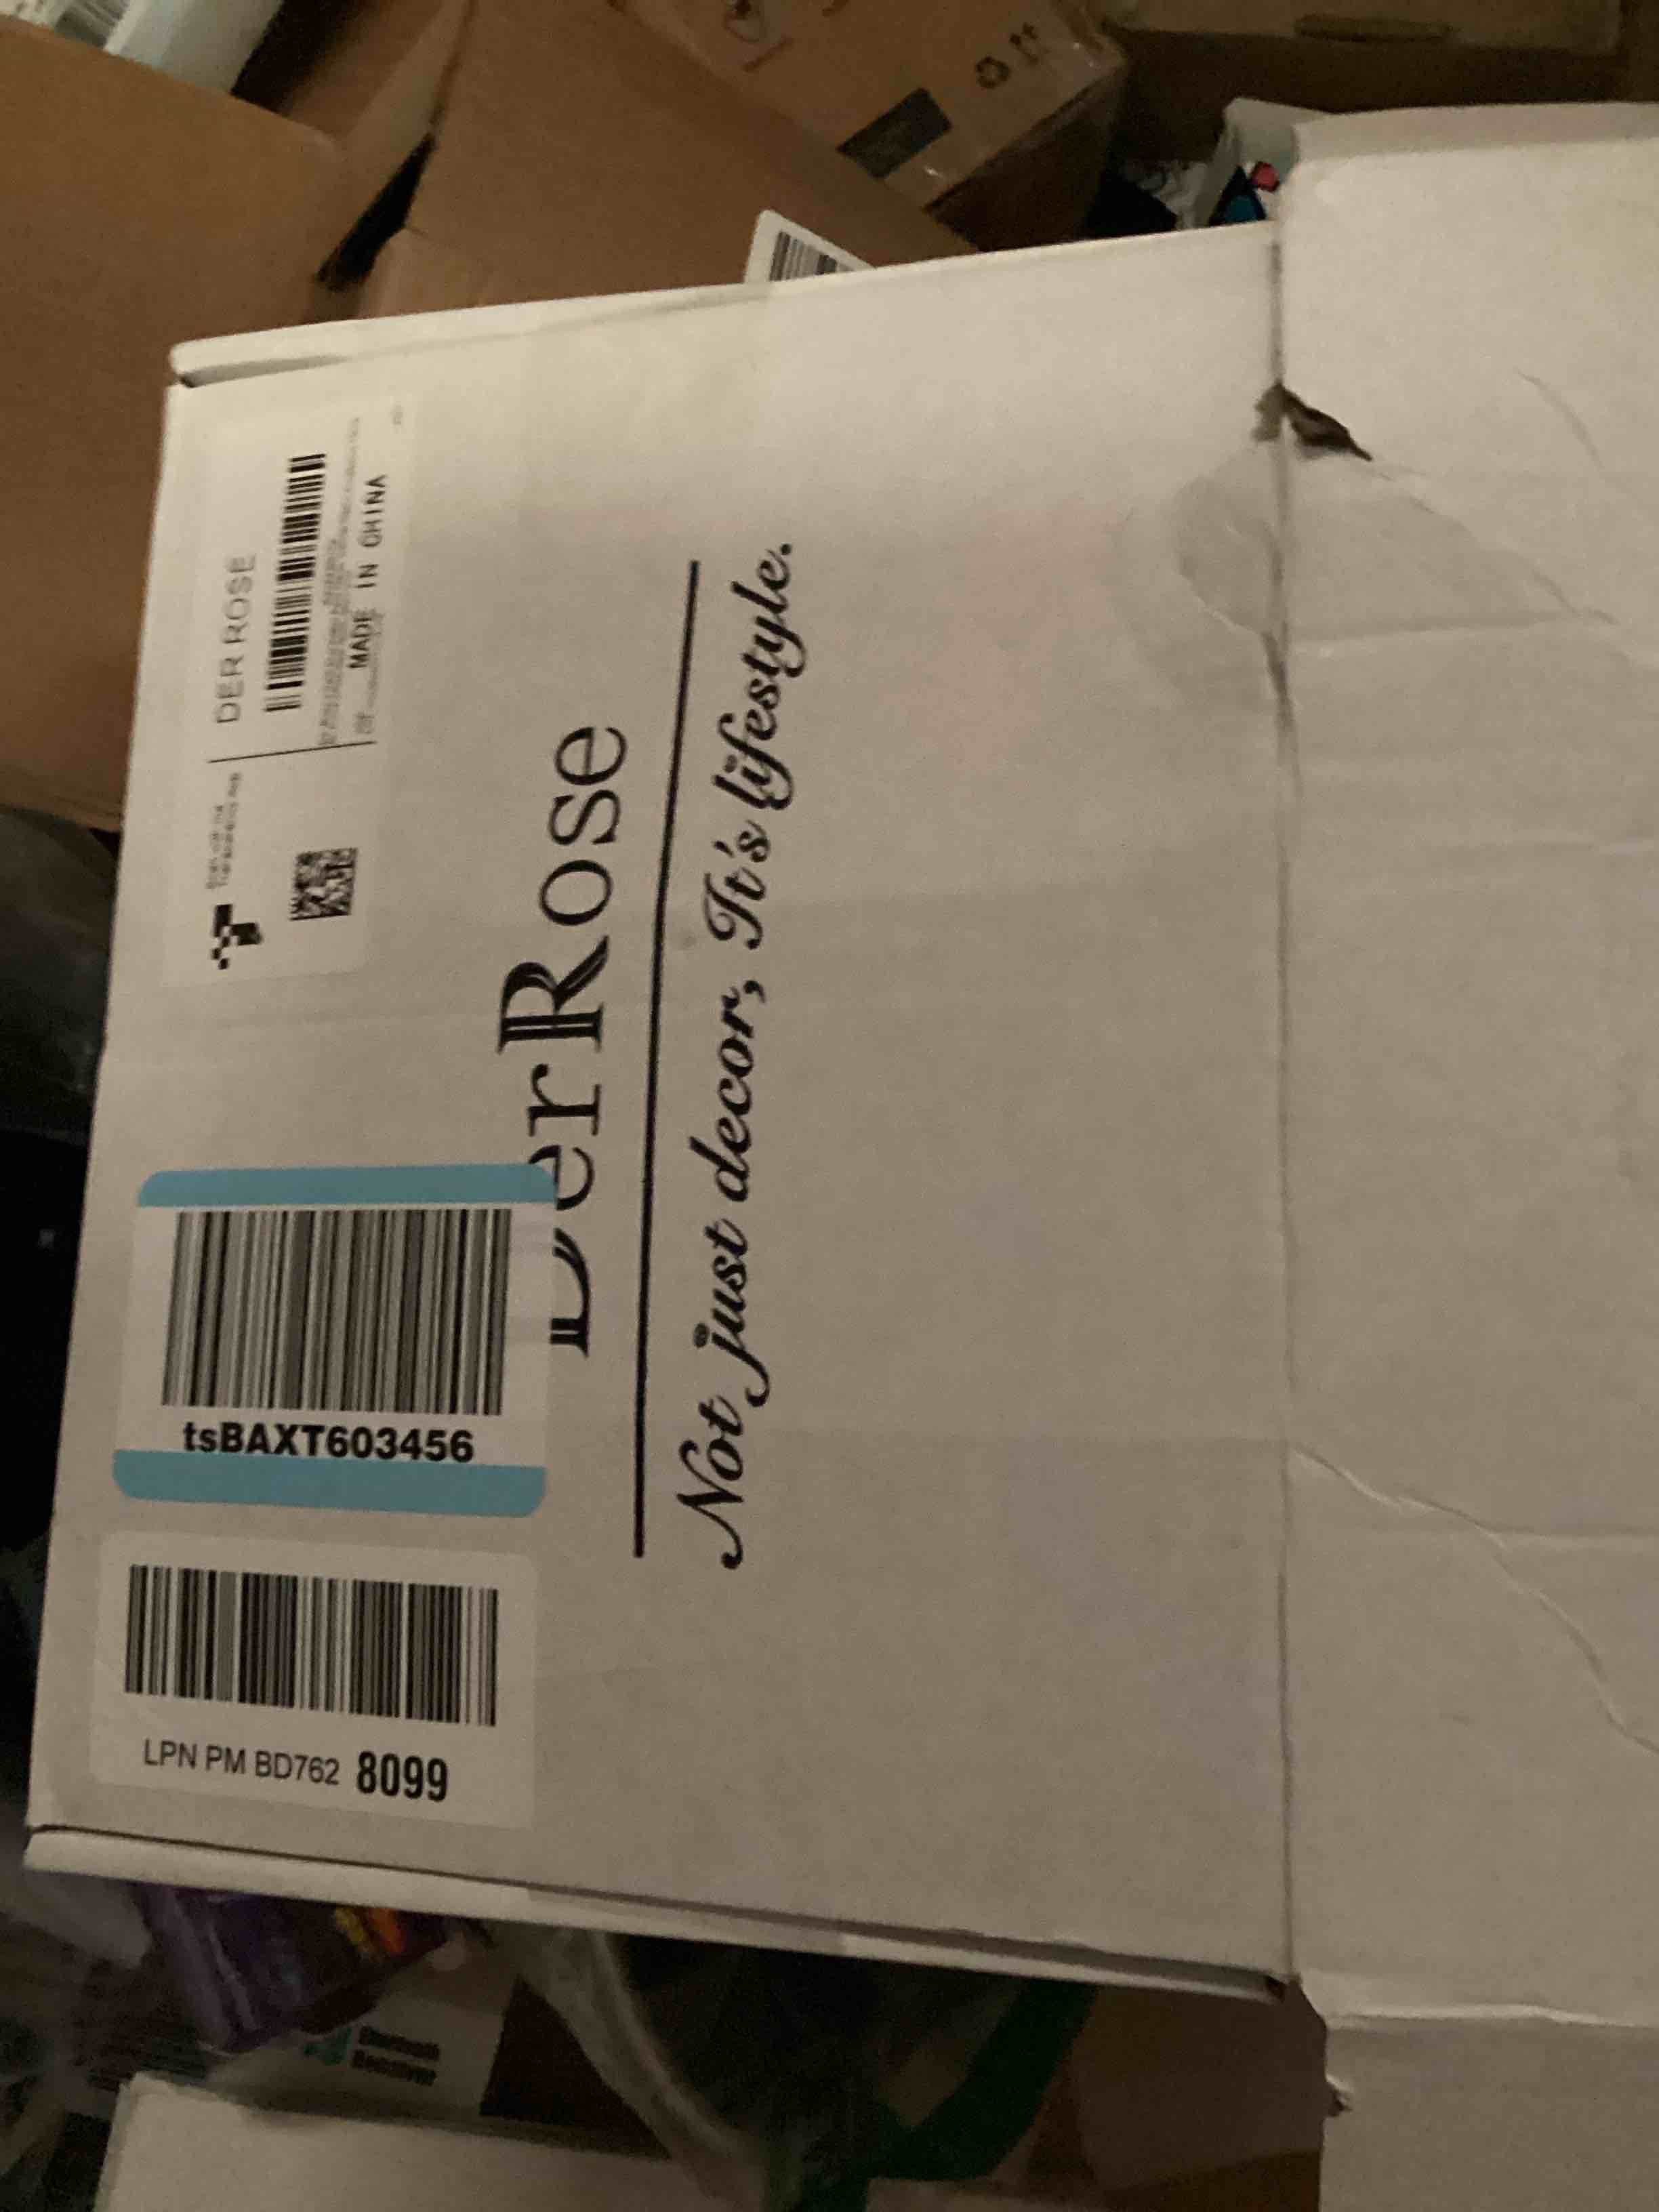 DER ROSE
MADE IN CHINA
DerRose
Not just decor, It's lifestyle.
tsBAXT603456
LPN PM BD762 8099